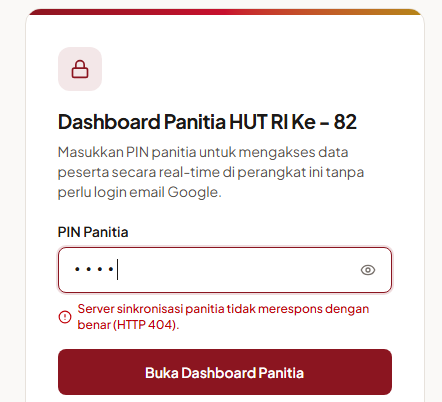 Dashboard Panitia HUT RI Ke - 82
Masukkan PIN panitia untuk mengakses data
peserta secara real-time di perangkat ini tanpa
perlu login email Google.
PIN Panitia
••••
Server sinkronisasi panitia tidak merespons dengan
benar (HTTP 404).
Buka Dashboard Panitia